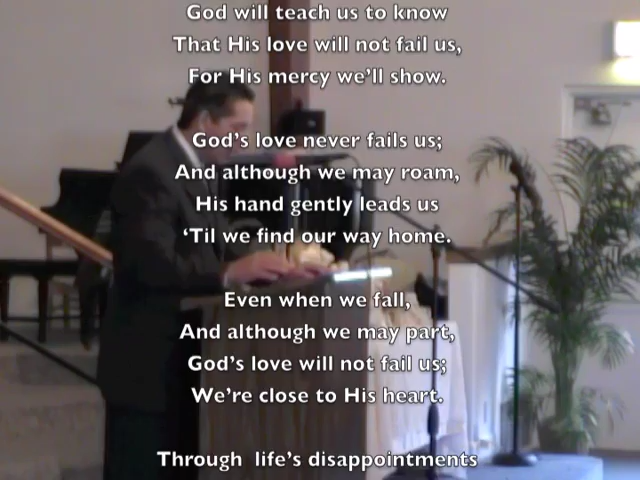 God will teach us to know
That His love will not fail us,
For His mercy we'll show.
God's love never fails us;
And although we may roam,
His hand gently leads us
'Til we find our way home.
Even when we fall,
And although we may part,
God's love will not fail us;
We're close to His heart.
Through  life's disappointments